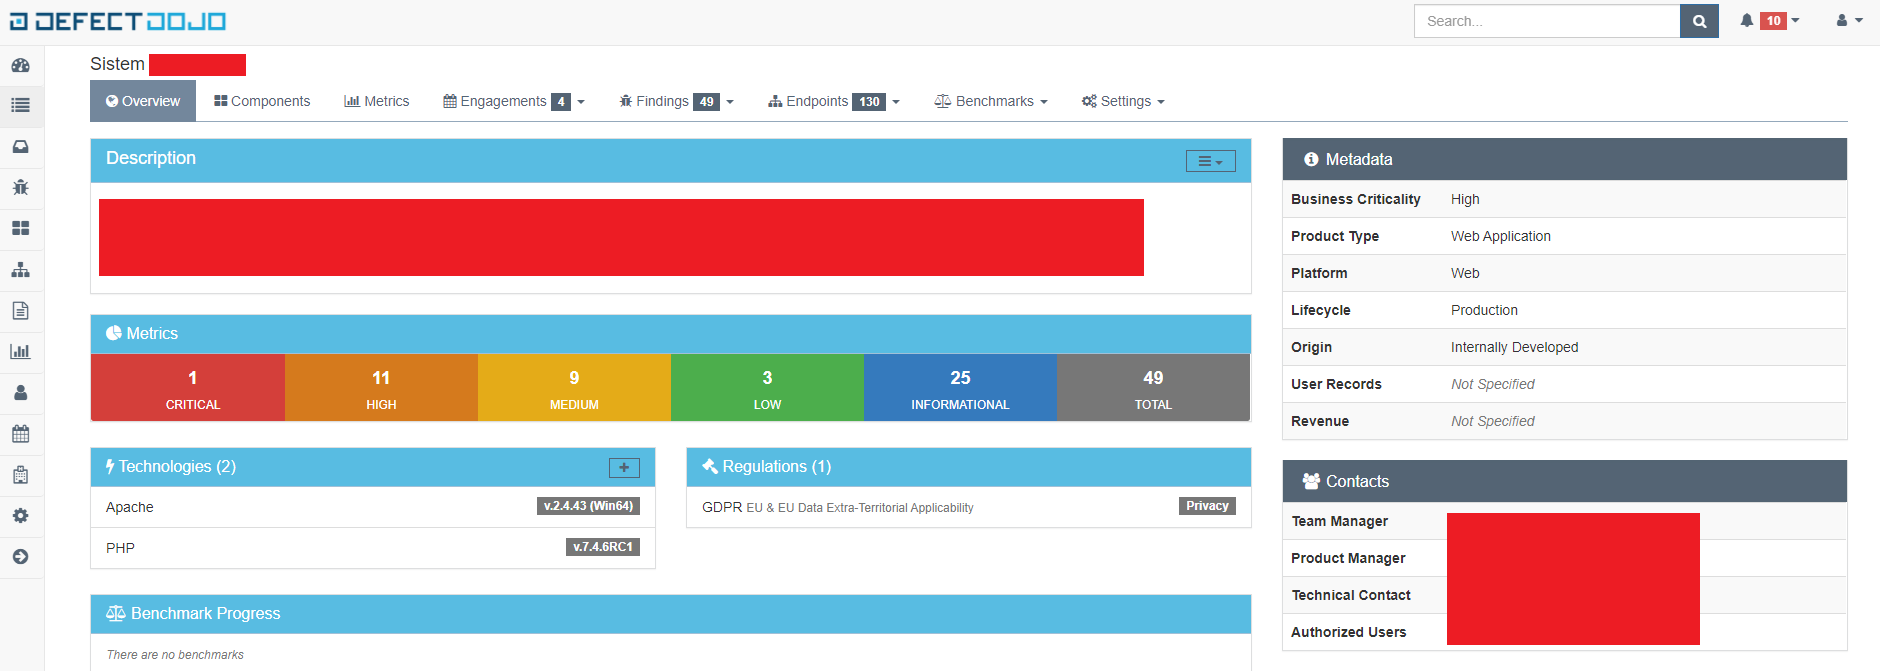 DEFECTDOJO
Search...
10
Sistem
Overview
Components
Metrics
Engagements 4
Findings 49
Endpoints 130
Benchmarks
Settings
Description
Metrics
1
CRITICAL
11
HIGH
9
MEDIUM
3
LOW
25
INFORMATIONAL
49
TOTAL
Technologies (2)
Apache v.2.4.43 (Win64)
PHP v.7.4.6RC1
Regulations (1)
GDPR EU & EU Data Extra-Territorial Applicability Privacy
Benchmark Progress
There are no benchmarks
Metadata
Business Criticality High
Product Type Web Application
Platform Web
Lifecycle Production
Origin Internally Developed
User Records Not Specified
Revenue Not Specified
Contacts
Team Manager
Product Manager
Technical Contact
Authorized Users